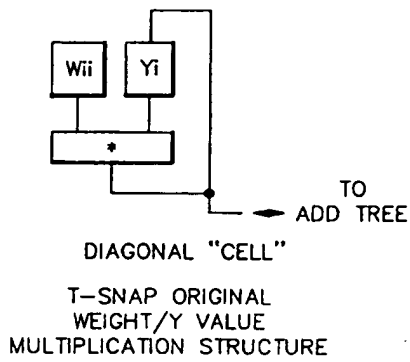 Wii Yi
*
TO
ADD TREE
DIAGONAL "CELL"
T-SNAP ORIGINAL
WEIGHT/Y VALUE
MULTIPLICATION STRUCTURE